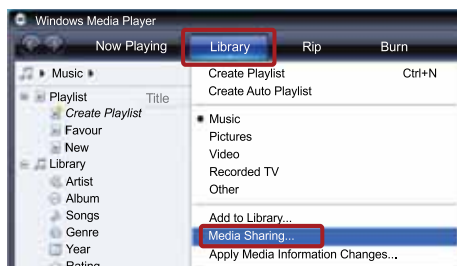 Windows Media Player
Now Playing Library Rip Burn
Music
Playlist Title
Create Playlist
Favour
New
Library
Artist
Album
Songs
Genre
Year
Rating
Create Playlist Ctrl+N
Create Auto Playlist
Music
Pictures
Video
Recorded TV
Other
Add to Library...
Media Sharing...
Apply Media Information Changes...